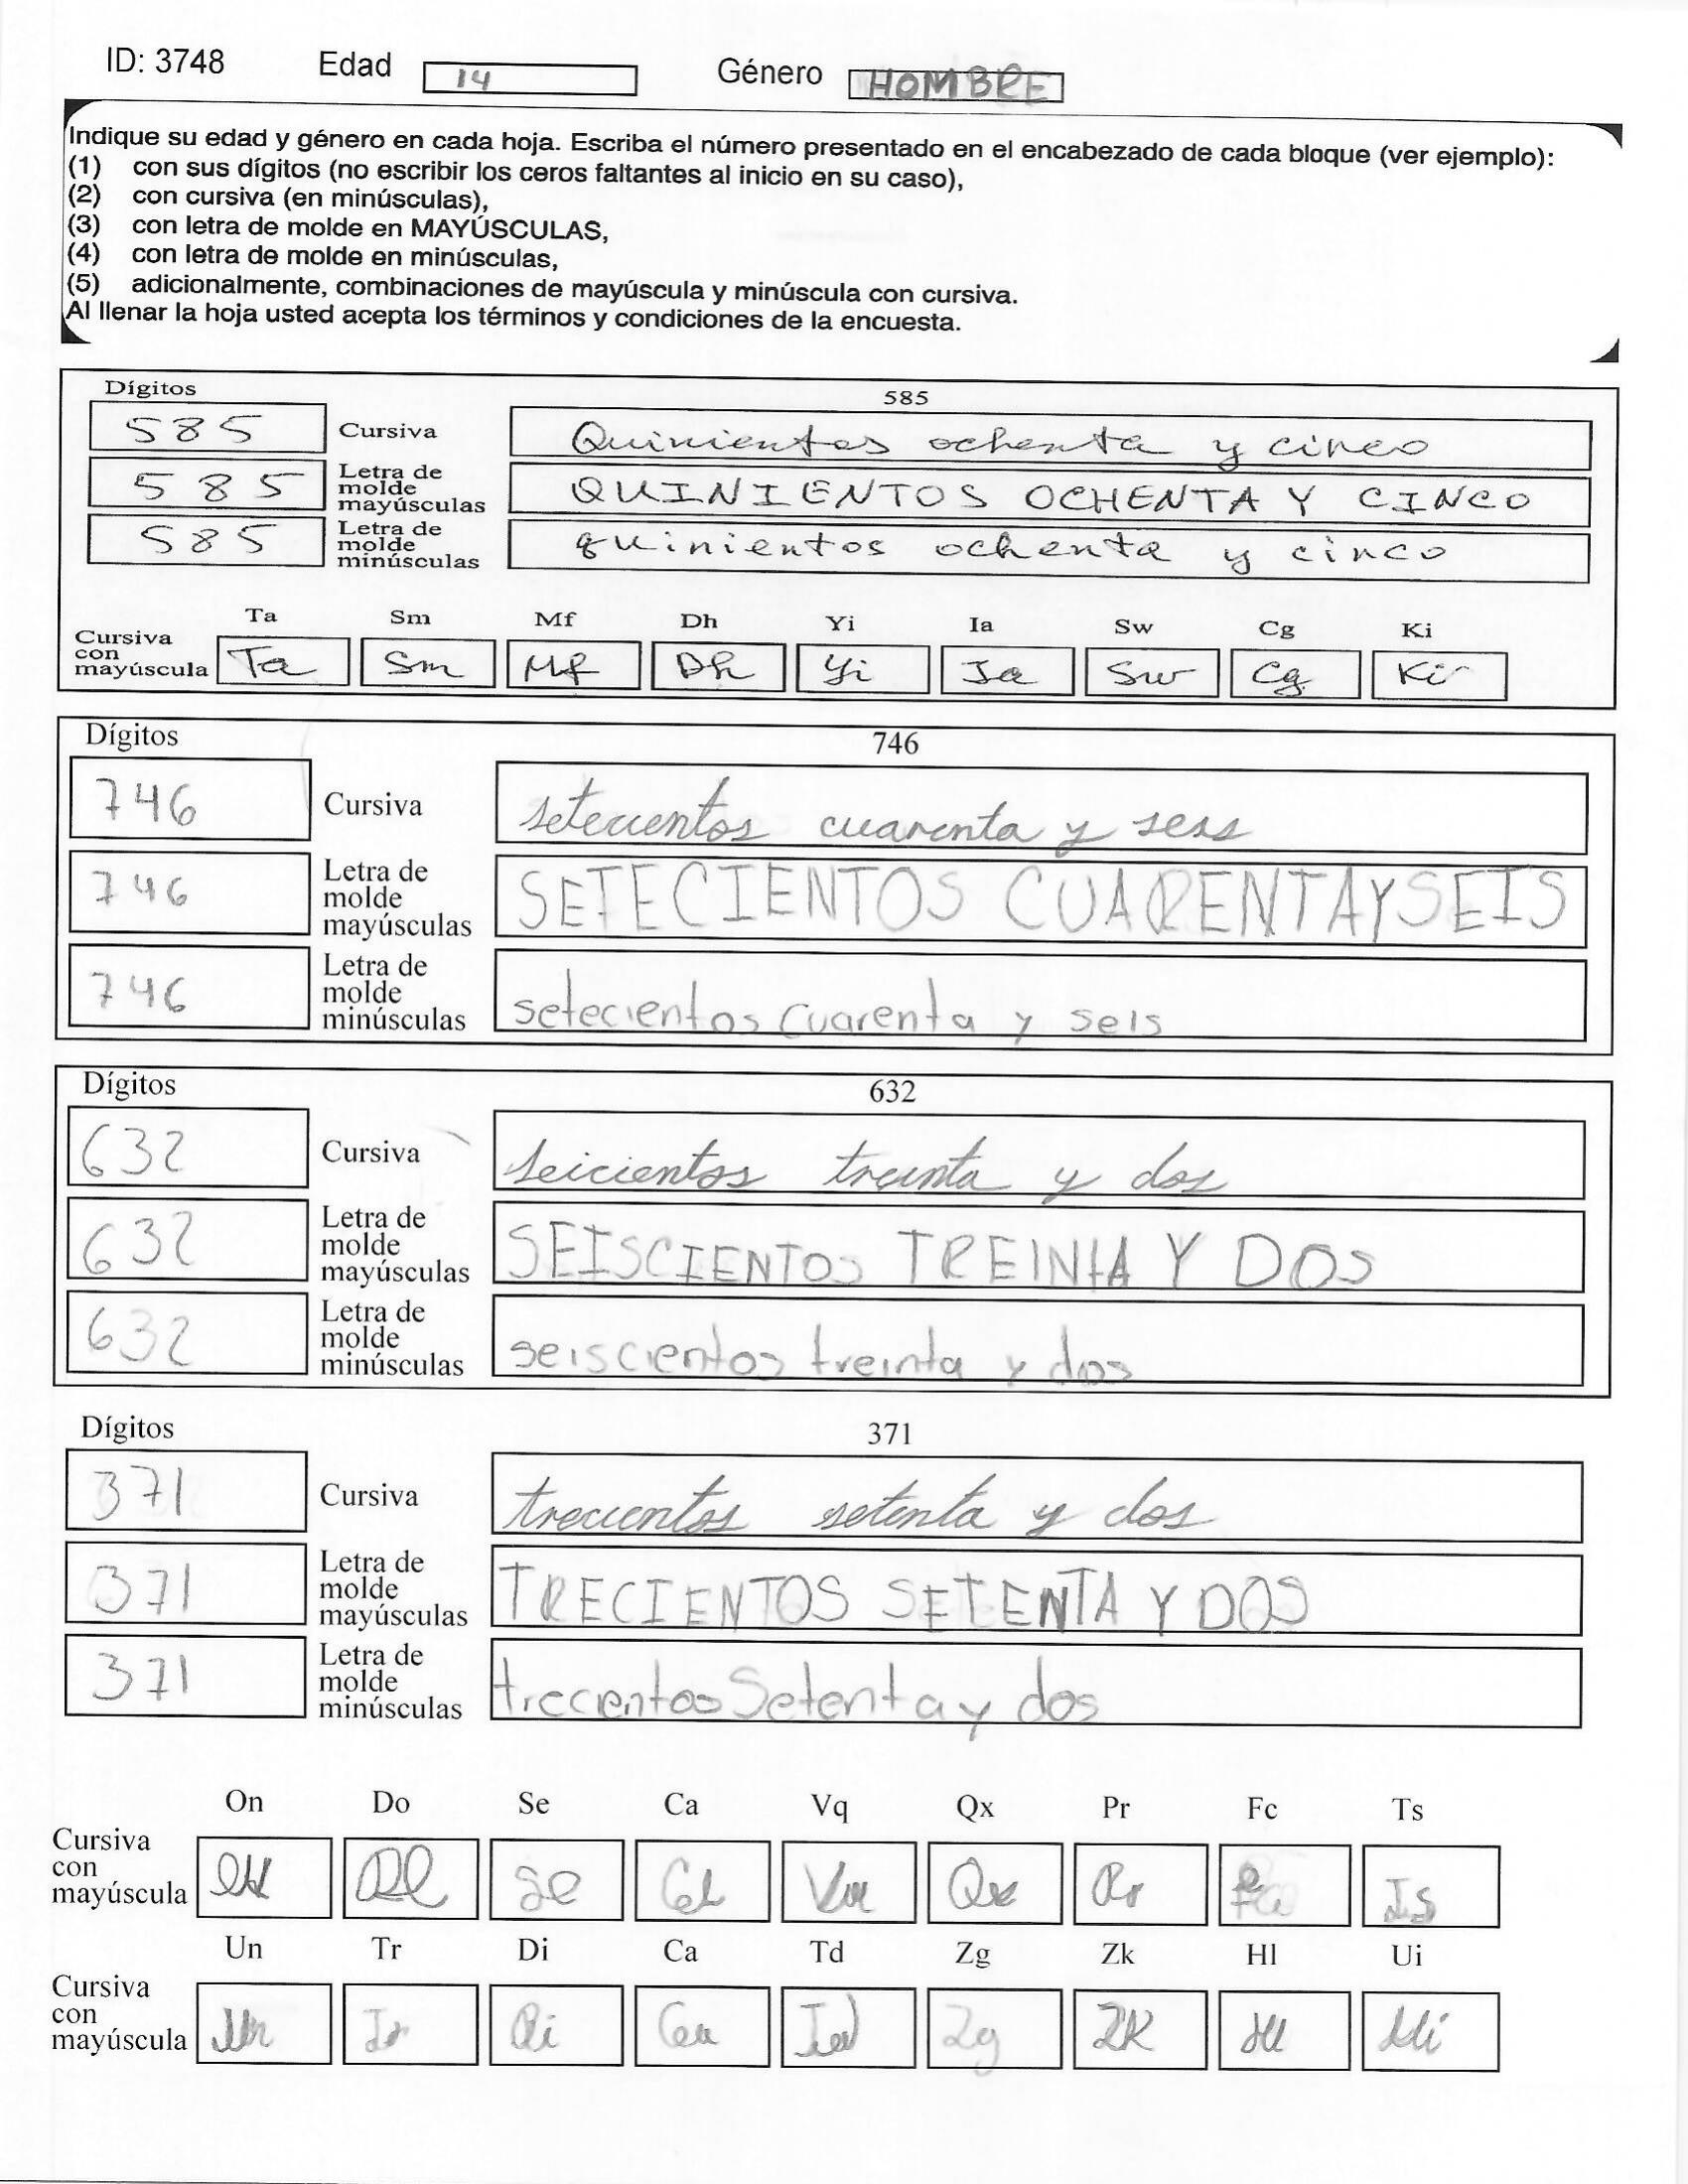 ID: 3748 Edad 14 Género HOMBRE
Indique su edad y género en cada hoja. Escriba el número presentado en el encabezado de cada bloque (ver ejemplo):
(1) con sus dígitos (no escribir los ceros faltantes al inicio en su caso),
(2) con cursiva (en minúsculas),
(3) con letra de molde en MAYÚSCULAS,
(4) con letra de molde en minúsculas,
(5) adicionalmente, combinaciones de mayúscula y minúscula con cursiva.
Al llenar la hoja usted acepta los términos y condiciones de la encuesta.
Dígitos 585
585 Cursiva Quinientos ochenta y cinco
585 Letra de molde mayúsculas QUINIENTOS OCHENTA Y CINCO
585 Letra de molde minúsculas quinientos ochenta y cinco
Ta Sm Mf Dh Yi Ia Sw Cg Ki
Cursiva con mayúscula Ta Sm Mf Dh Yi Ia Sw Cg Ki
Dígitos 746
746 Cursiva setecientos cuarenta y seis
746 Letra de molde mayúsculas SETECIENTOS CUARENTA Y SEIS
746 Letra de molde minúsculas setecientos cuarenta y seis
Dígitos 632
632 Cursiva seicientos treinta y dos
632 Letra de molde mayúsculas SEISCIENTOS TREINTA Y DOS
632 Letra de molde minúsculas seiscientos treinta y dos
Dígitos 371
371 Cursiva trecientos setenta y dos
371 Letra de molde mayúsculas TRECIENTOS SETENTA Y DOS
371 Letra de molde minúsculas trecientos Setenta y dos
On Do Se Ca Vq Qx Pr Fc Ts
Cursiva con mayúscula Se Qx Pr Ts
Un Tr Di Ca Td Zg Zk Hl Ui
Cursiva con mayúscula Un Tr Di Ca Td Zg ZK Hl Ui